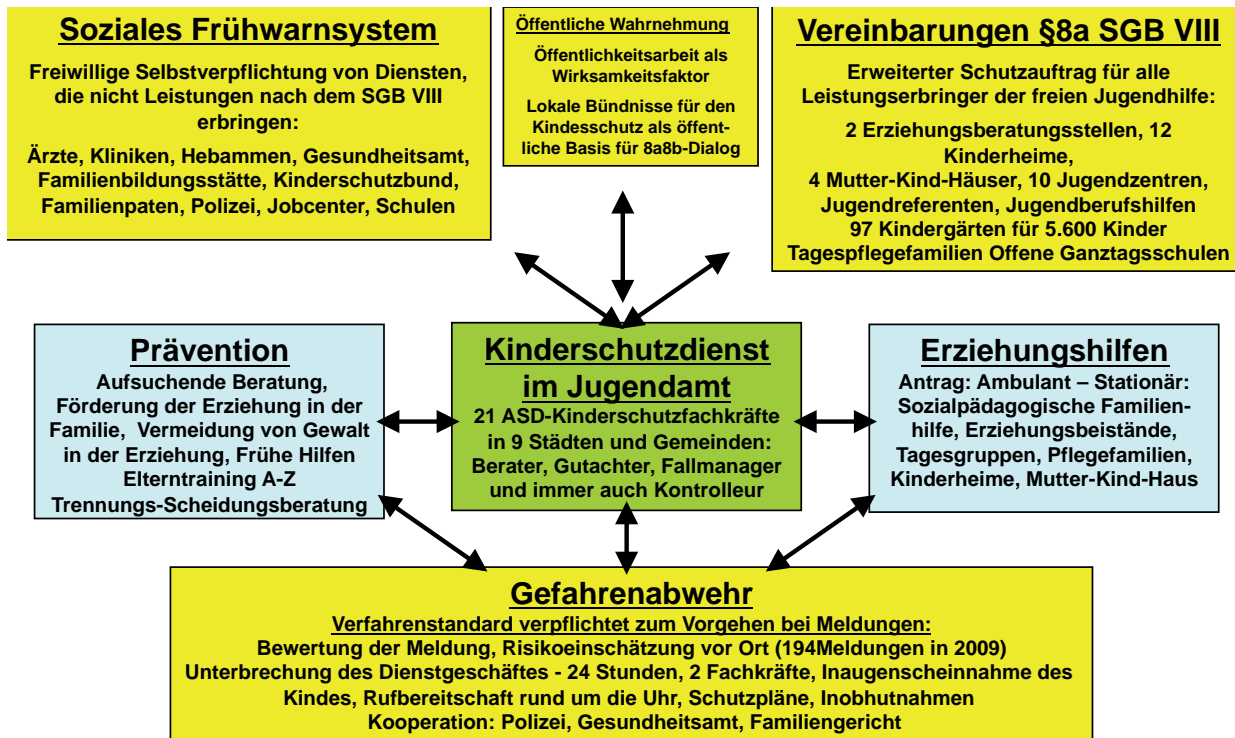 Soziales Frühwarnsystem
Freiwillige Selbstverpflichtung von Diensten,
die nicht Leistungen nach dem SGB VIII
erbringen:
Ärzte, Kliniken, Hebammen, Gesundheitsamt,
Familienbildungsstätte, Kinderschutzbund,
Familienpaten, Polizei, Jobcenter, Schulen
Öffentliche Wahrnehmung
Öffentlichkeitsarbeit als
Wirksamkeitsfaktor
Lokale Bündnisse für den
Kindesschutz als öffent-
liche Basis für 8a8b-Dialog
Vereinbarungen §8a SGB VIII
Erweiterter Schutzauftrag für alle
Leistungserbringer der freien Jugendhilfe:
2 Erziehungsberatungsstellen, 12
Kinderheime,
4 Mutter-Kind-Häuser, 10 Jugendzentren,
Jugendreferenten, Jugendberufshilfen
97 Kindergärten für 5.600 Kinder
Tagespflegefamilien Offene Ganztagsschulen
Prävention
Aufsuchende Beratung,
Förderung der Erziehung in der
Familie, Vermeidung von Gewalt
in der Erziehung, Frühe Hilfen
Elterntraining A-Z
Trennungs-Scheidungsberatung
Kinderschutzdienst
im Jugendamt
21 ASD-Kinderschutzfachkräfte
in 9 Städten und Gemeinden:
Berater, Gutachter, Fallmanager
und immer auch Kontrolleur
Erziehungshilfen
Antrag: Ambulant – Stationär:
Sozialpädagogische Familien-
hilfe, Erziehungsbeistände,
Tagesgruppen, Pflegefamilien,
Kinderheime, Mutter-Kind-Haus
Gefahrenabwehr
Verfahrenstandard verpflichtet zum Vorgehen bei Meldungen:
Bewertung der Meldung, Risikoeinschätzung vor Ort (194Meldungen in 2009)
Unterbrechung des Dienstgeschäftes - 24 Stunden, 2 Fachkräfte, Inaugenscheinnahme des
Kindes, Rufbereitschaft rund um die Uhr, Schutzpläne, Inobhutnahmen
Kooperation: Polizei, Gesundheitsamt, Familiengericht